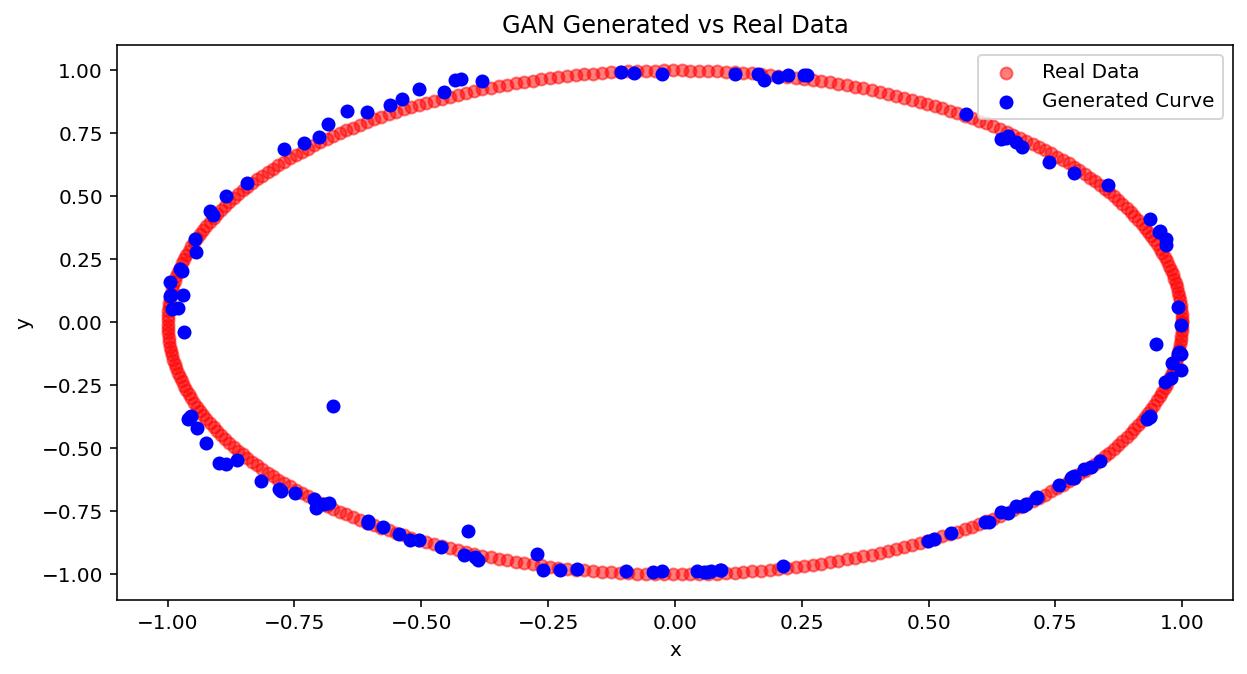 GAN Generated vs Real Data
Real Data
Generated Curve
1.00
0.75
0.50
0.25
0.00
−0.25
−0.50
−0.75
−1.00
y
−1.00 −0.75 −0.50 −0.25 0.00 0.25 0.50 0.75 1.00
x